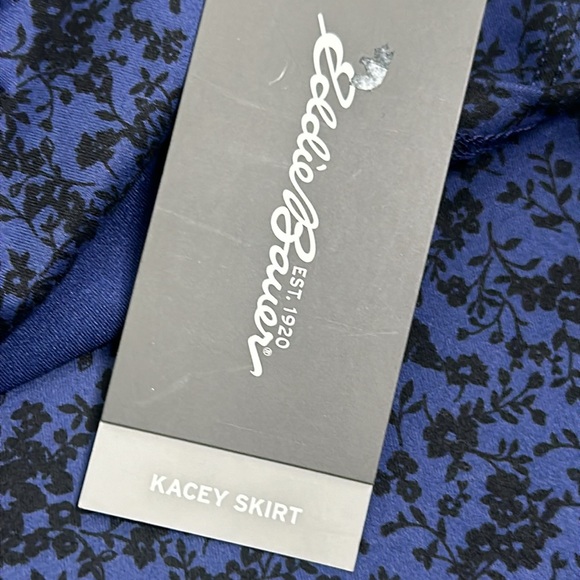 Eddie Bauer®
EST. 1920
KACEY SKIRT